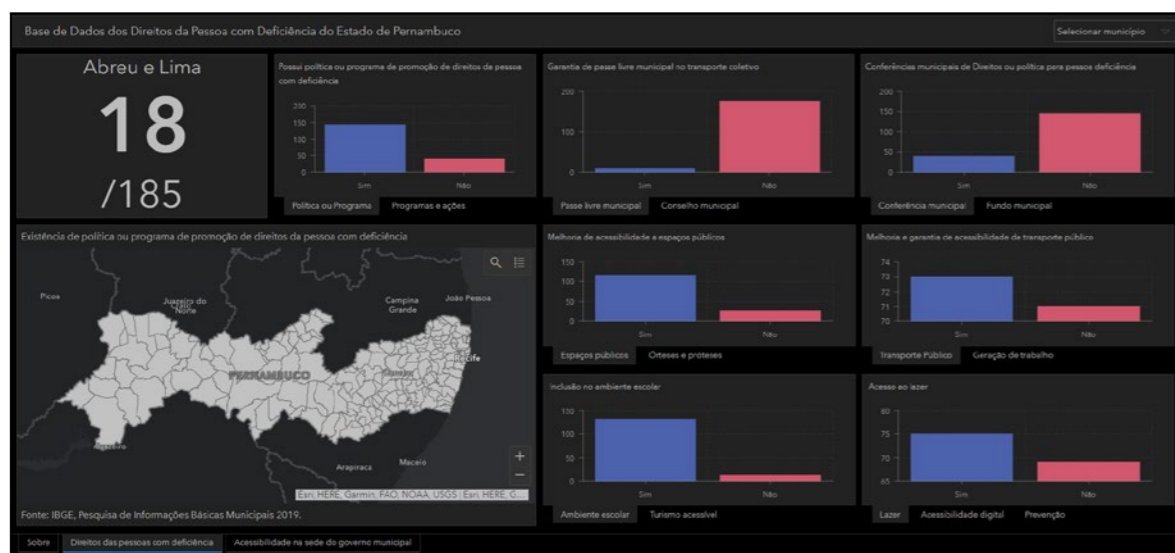 Base de Dados dos Direitos da Pessoa com Deficiência do Estado de Pernambuco
Selecionar município
Abreu e Lima
18
/185
Possui política ou programa de promoção de direitos da pessoa
com deficiência
200
150
100
50
0
Sim
Não
Política ou Programa
Programas e ações
Garantia de passe livre municipal no transporte coletivo
200
100
0
Sim
Não
Passe livre municipal
Conselho municipal
Conferências municipais de Direitos ou política para pessoas deficiência
200
150
100
50
0
Sim
Não
Conferência municipal
Fundo municipal
Existência de política ou programa de promoção de direitos da pessoa com deficiência
Picos
Juazeiro do
Norte
Campina
Grande
João Pessoa
Recife
PERNAMBUCO
Arapiraca
Maceió
+
−
Esri, HERE, Garmin, FAO, NOAA, USGS | Esri, HERE, G...
Fonte: IBGE, Pesquisa de Informações Básicas Municipais 2019.
Melhoria de acessibilidade a espaços públicos
150
100
50
0
Sim
Não
Espaços públicos
Órteses e próteses
Melhoria e garantia de acessibilidade de transporte público
74
73
72
71
70
Sim
Não
Transporte Público
Geração de trabalho
Inclusão no ambiente escolar
150
100
50
0
Sim
Não
Ambiente escolar
Turismo acessível
Acesso ao lazer
80
75
70
65
Sim
Não
Lazer
Acessibilidade digital
Prevenção
Sobre
Direitos das pessoas com deficiência
Acessibilidade na sede do governo municipal